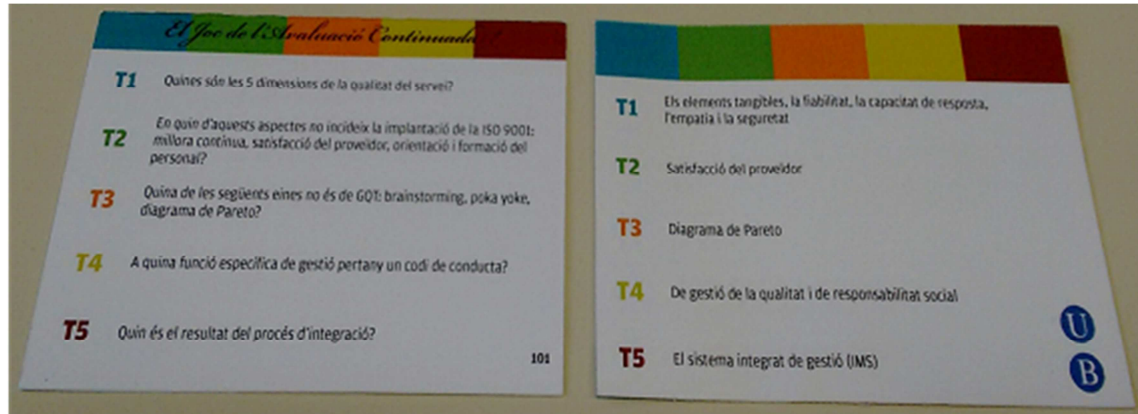 El Joc de l'Avaluació Continuada!
T1 Quines són les 5 dimensions de la qualitat del servei?
T2 En quin d'aquests aspectes no incideix la implantació de la ISO 9001:
millora contínua, satisfacció del proveïdor, orientació i formació del
personal?
T3 Quina de les següents eines no és de GQT: brainstorming, poka yoke,
diagrama de Pareto?
T4 A quina funció específica de gestió pertany un codi de conducta?
T5 Quin és el resultat del procés d'integració?
101
T1 Els elements tangibles, la fiabilitat, la capacitat de resposta,
l'empatia i la seguretat
T2 Satisfacció del proveïdor
T3 Diagrama de Pareto
T4 De gestió de la qualitat i de responsabilitat social
T5 El sistema integrat de gestió (IMS)
U
B